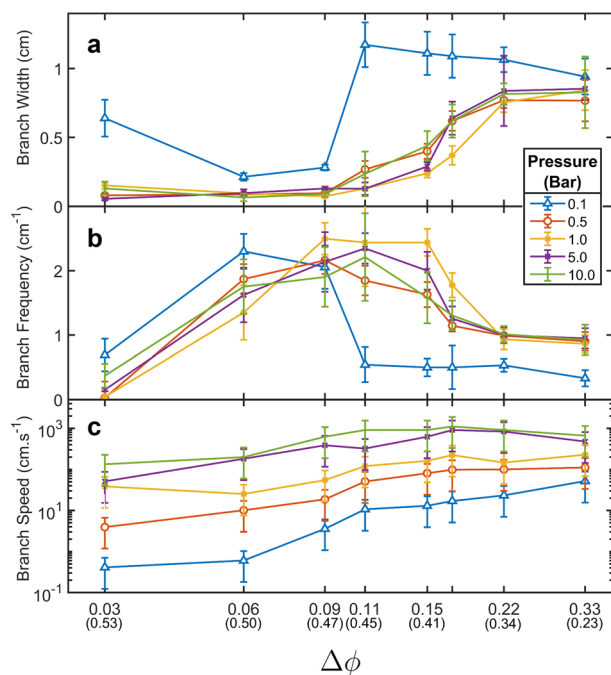 a
Branch Width (cm)
1
0.5
0
Pressure
(Bar)
0.1
0.5
1.0
5.0
10.0
b
Branch Frequency (cm⁻¹)
2
1
0
c
Branch Speed (cm.s⁻¹)
10³
10¹
10⁻¹
0.03 0.06 0.09 0.11 0.15 0.22 0.33
(0.53) (0.50) (0.47) (0.45) (0.41) (0.34) (0.23)
Δϕ